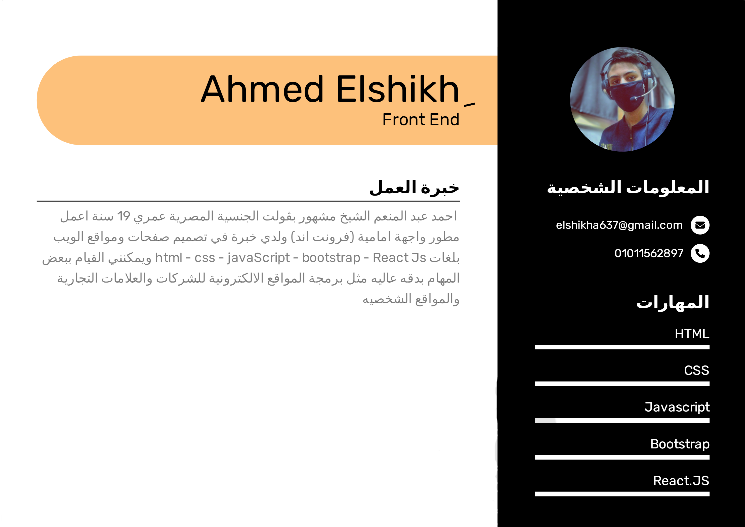 Ahmed Elshikh
Front End
خبرة العمل
احمد عبد المنعم الشيخ مشهور بقولت الجنسية المصرية عمري 19 سنة اعمل
مطور واجهة امامية (فرونت اند) ولدي خبرة في تصميم صفحات ومواقع الويب
بلغات html - css - javaScript - bootstrap - React Js ويمكنني القيام ببعض
المهام بدقه عاليه مثل برمجة المواقع الالكترونية للشركات والعلامات التجارية
والمواقع الشخصيه
المعلومات الشخصية
elshikha637@gmail.com
01011562897
المهارات
HTML
CSS
Javascript
Bootstrap
React.JS